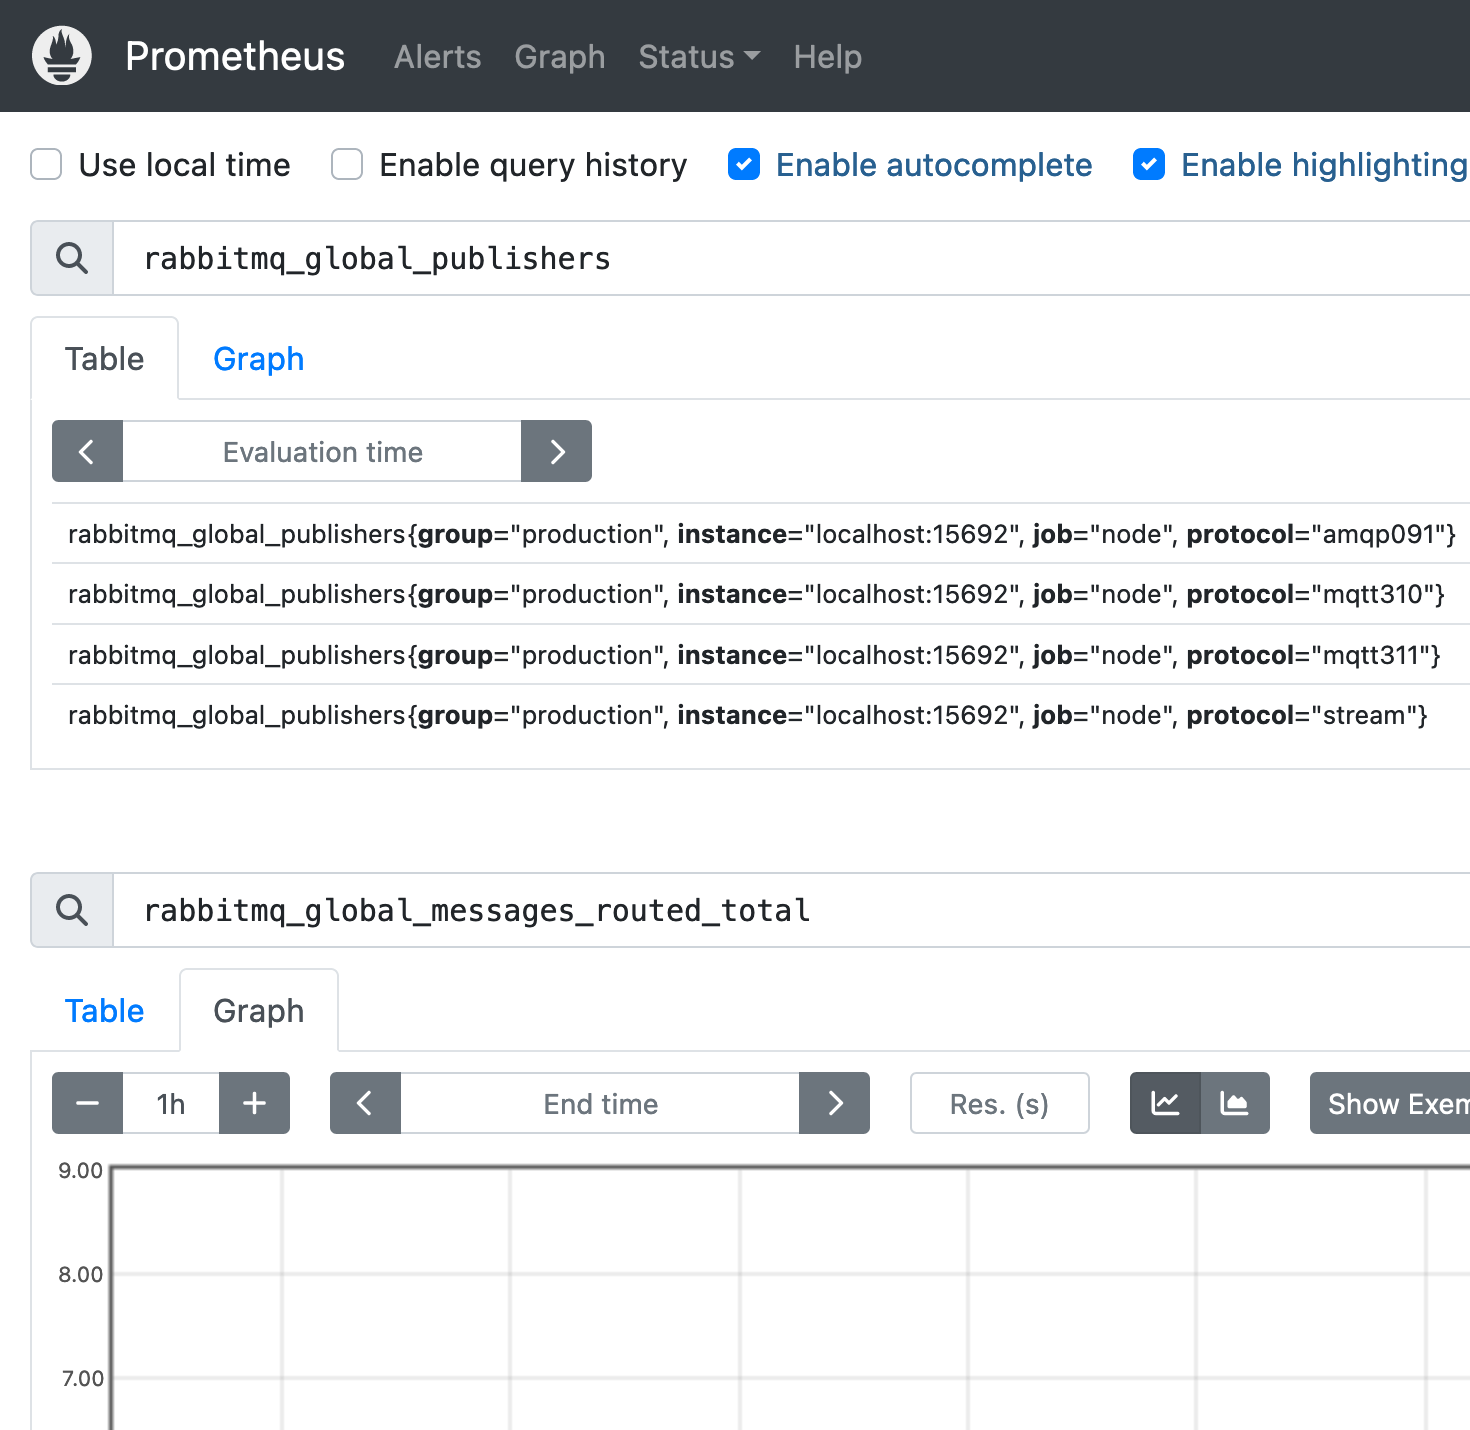 Prometheus Alerts Graph Status Help
Use local time Enable query history Enable autocomplete Enable highlighting
rabbitmq_global_publishers
Table Graph
Evaluation time
rabbitmq_global_publishers{group="production", instance="localhost:15692", job="node", protocol="amqp091"}
rabbitmq_global_publishers{group="production", instance="localhost:15692", job="node", protocol="mqtt310"}
rabbitmq_global_publishers{group="production", instance="localhost:15692", job="node", protocol="mqtt311"}
rabbitmq_global_publishers{group="production", instance="localhost:15692", job="node", protocol="stream"}
rabbitmq_global_messages_routed_total
Table Graph
1h End time Res. (s) Show Exem
9.00
8.00
7.00